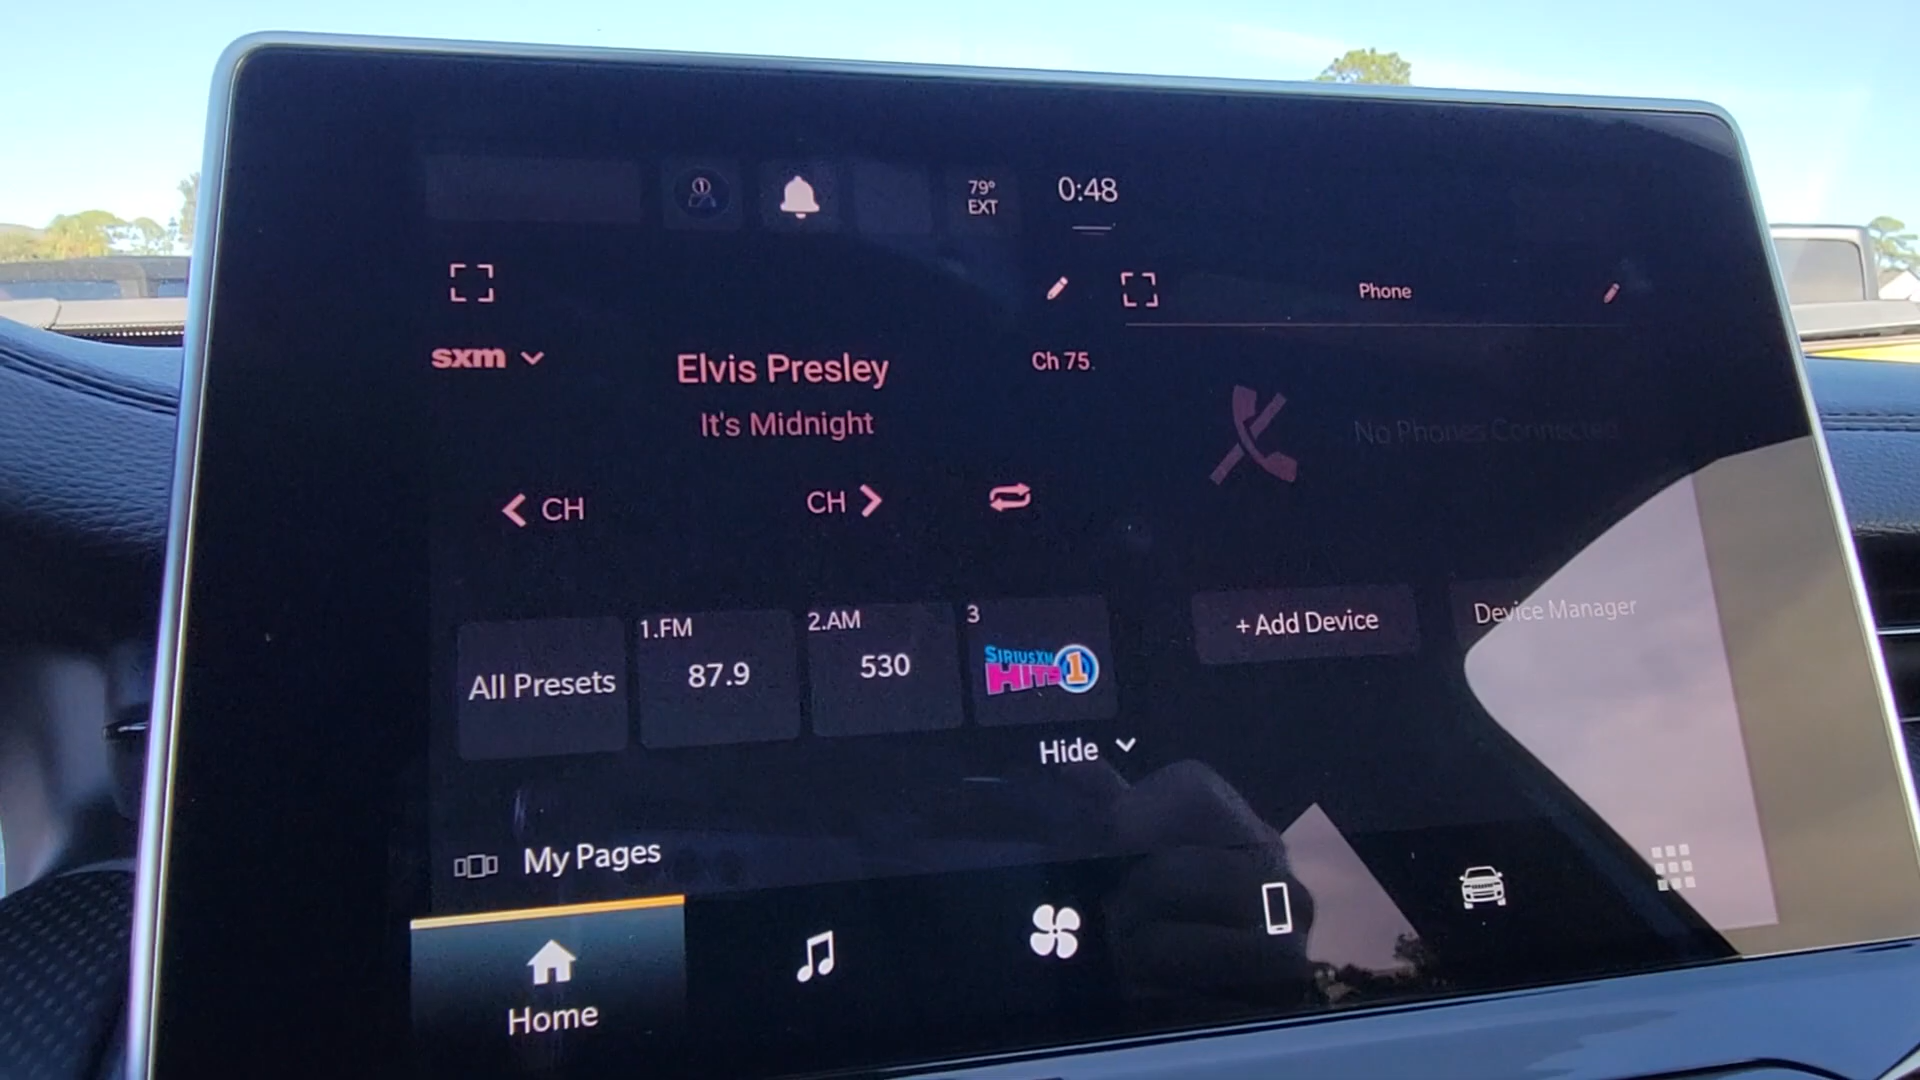 79° EXT
0:48
sxm
Elvis Presley
It's Midnight
Ch 75.
Phone
No Phones Connected
CH
CH
All Presets
1.FM
87.9
2.AM
530
3
SIRIUSXM
HITS 1
+ Add Device
Device Manager
Hide
My Pages
Home